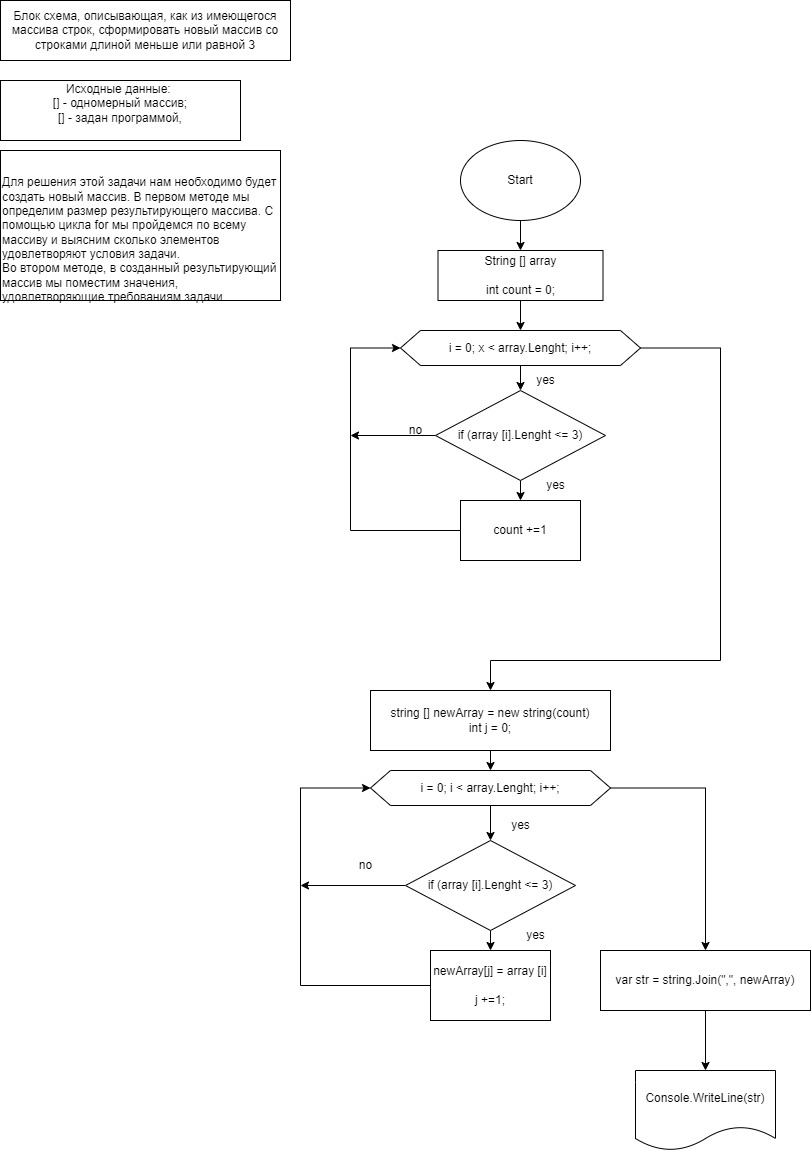 Блок схема, описывающая, как из имеющегося
массива строк, сформировать новый массив со
строками длиной меньше или равной 3
Исходные данные:
[] - одномерный массив;
[] - задан программой,
Для решения этой задачи нам необходимо будет
создать новый массив. В первом методе мы
определим размер результирующего массива. С
помощью цикла for мы пройдемся по всему
массиву и выясним сколько элементов
удовлетворяют условия задачи.
Во втором методе, в созданный результирующий
массив мы поместим значения,
удовлетворяющие требованиям задачи
Start
String [] array
int count = 0;
i = 0; x < array.Lenght; i++;
yes
if (array [i].Lenght <= 3)
no
yes
count +=1
string [] newArray = new string(count)
int j = 0;
i = 0; i < array.Lenght; i++;
yes
no
if (array [i].Lenght <= 3)
yes
newArray[j] = array [i]
j +=1;
var str = string.Join(",", newArray)
Console.WriteLine(str)